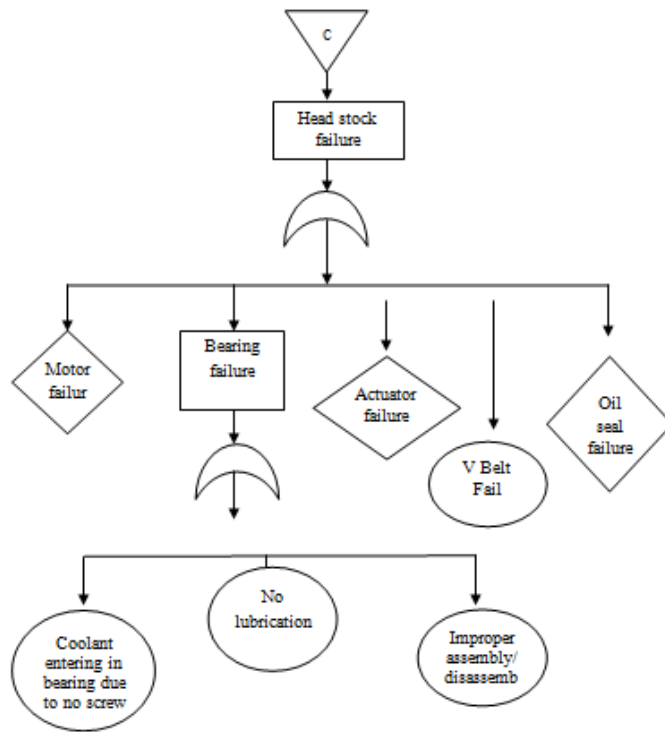 C
Head stock
failure
Motor
failur
Bearing
failure
Actuator
failure
V Belt
Fail
Oil
seal
failure
Coolant
entering in
bearing due
to no screw
No
lubrication
Improper
assembly/
disassemb